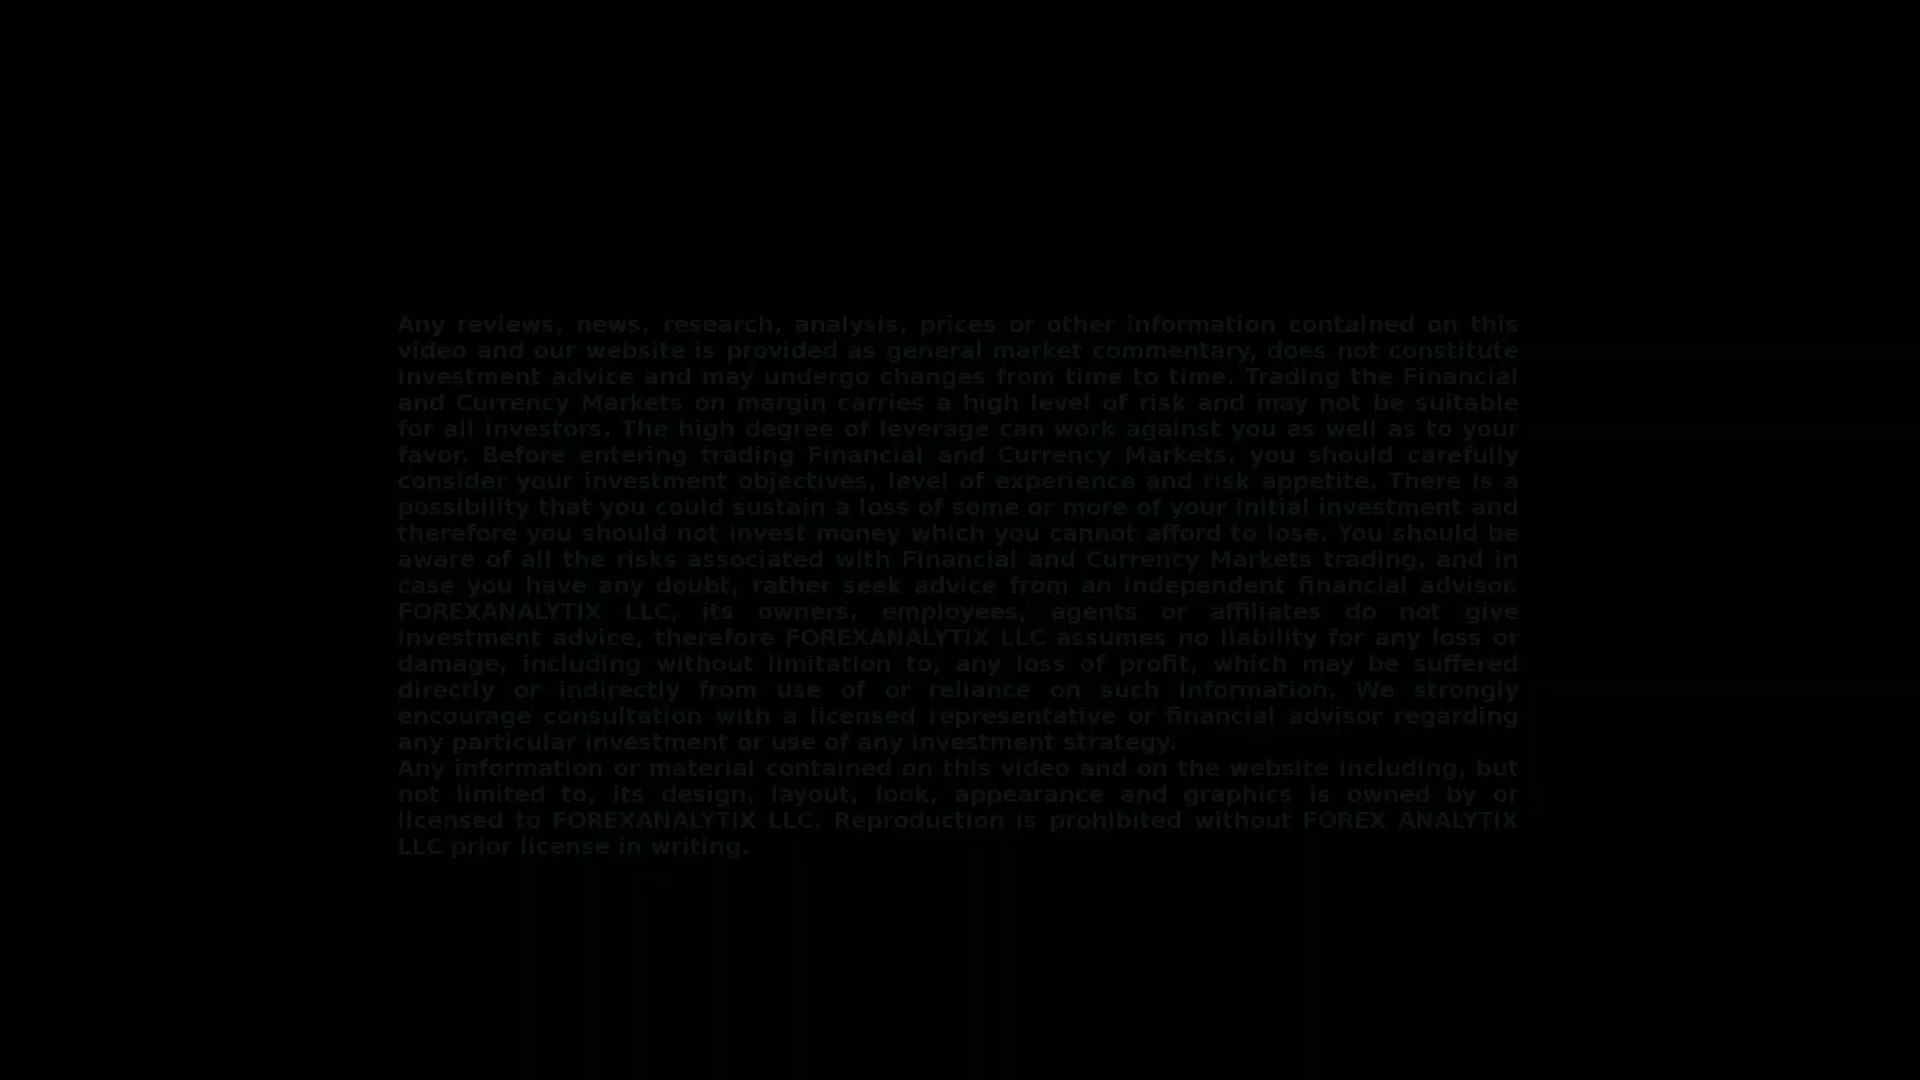 Any reviews, news, research, analysis, prices or other information contained on this
video and our website is provided as general market commentary, does not constitute
investment advice and may undergo changes from time to time. Trading the Financial
and Currency Markets on margin carries a high level of risk and may not be suitable
for all investors. The high degree of leverage can work against you as well as to your
favor. Before entering trading Financial and Currency Markets, you should carefully
consider your investment objectives, level of experience and risk appetite. There is a
possibility that you could sustain a loss of some or more of your initial investment and
therefore you should not invest money which you cannot afford to lose. You should be
aware of all the risks associated with Financial and Currency Markets trading, and in
case you have any doubt, rather seek advice from an independent financial advisor.
FOREXANALYTIX LLC, its owners, employees, agents or affiliates do not give
investment advice, therefore FOREXANALYTIX LLC assumes no liability for any loss or
damage, including without limitation to, any loss of profit, which may be suffered
directly or indirectly from use of or reliance on such information. We strongly
encourage consultation with a licensed representative or financial advisor regarding
any particular investment or use of any investment strategy.
Any information or material contained on this video and on the website including, but
not limited to, its design, layout, look, appearance and graphics is owned by or
licensed to FOREXANALYTIX LLC. Reproduction is prohibited without FOREX ANALYTIX
LLC prior license in writing.